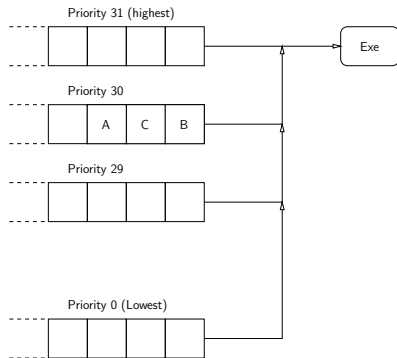 Priority 31 (highest)
Exe
Priority 30
A C B
Priority 29
Priority 0 (Lowest)